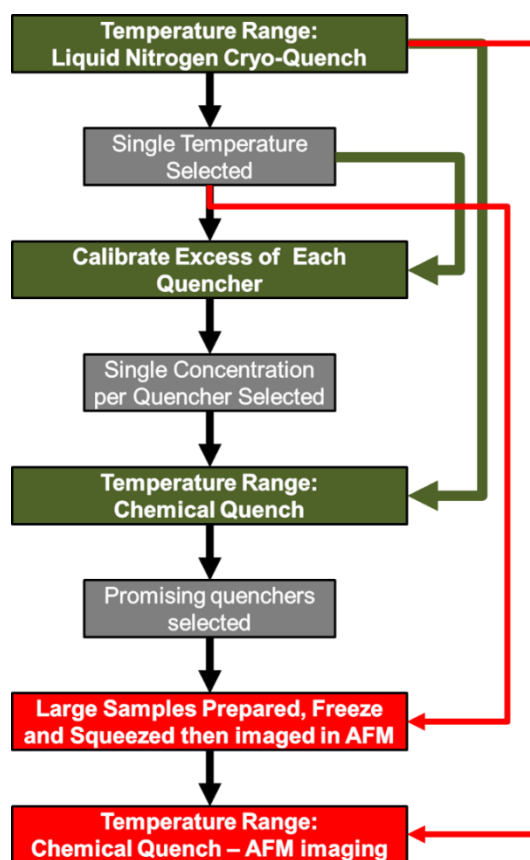 Temperature Range:
Liquid Nitrogen Cryo-Quench
Single Temperature
Selected
Calibrate Excess of Each
Quencher
Single Concentration
per Quencher Selected
Temperature Range:
Chemical Quench
Promising quenchers
selected
Large Samples Prepared, Freeze
and Squeezed then imaged in AFM
Temperature Range:
Chemical Quench – AFM imaging